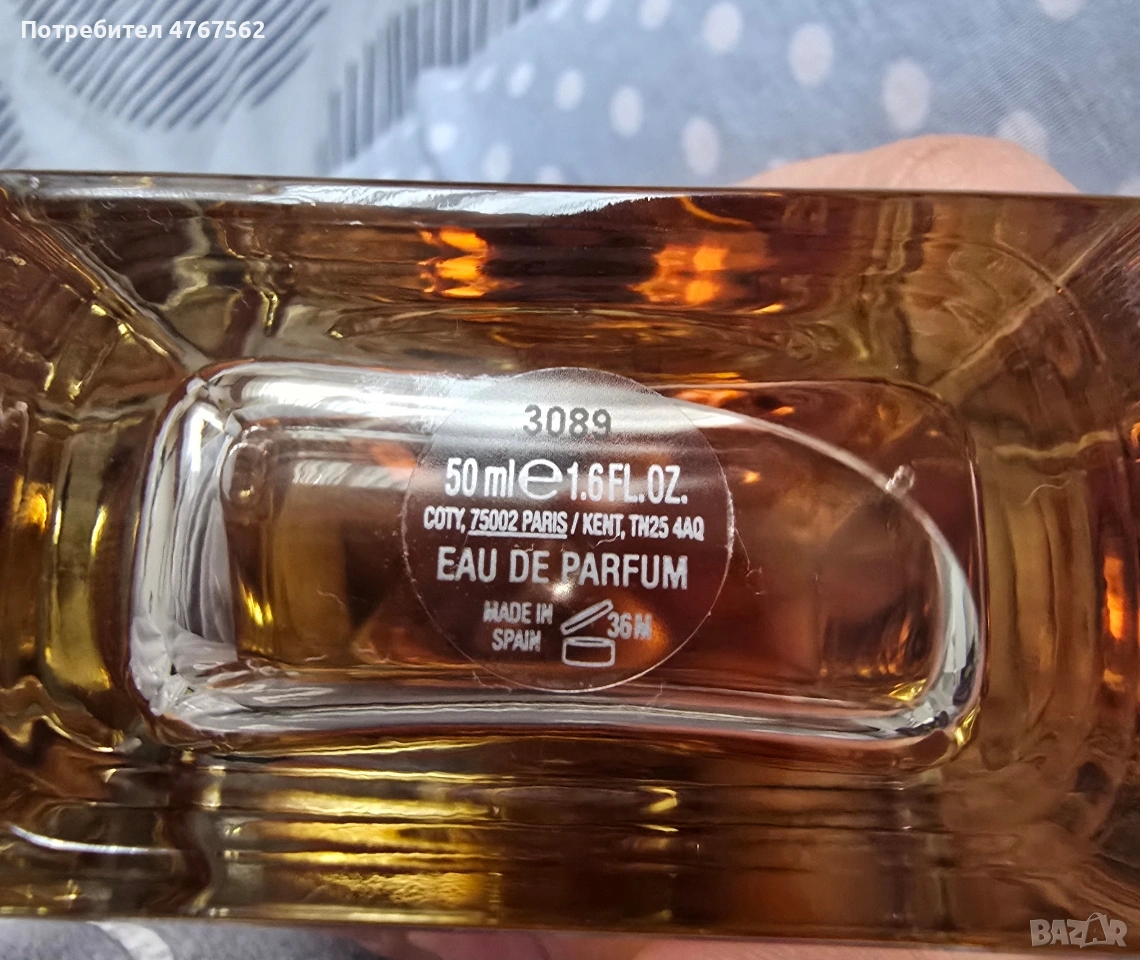 Потребител 4767562
3089
50 ml e 1.6 FL.OZ.
COTY, 75002 PARIS / KENT, TN25 4AQ
EAU DE PARFUM
MADE IN
SPAIN
36M
BAZAR